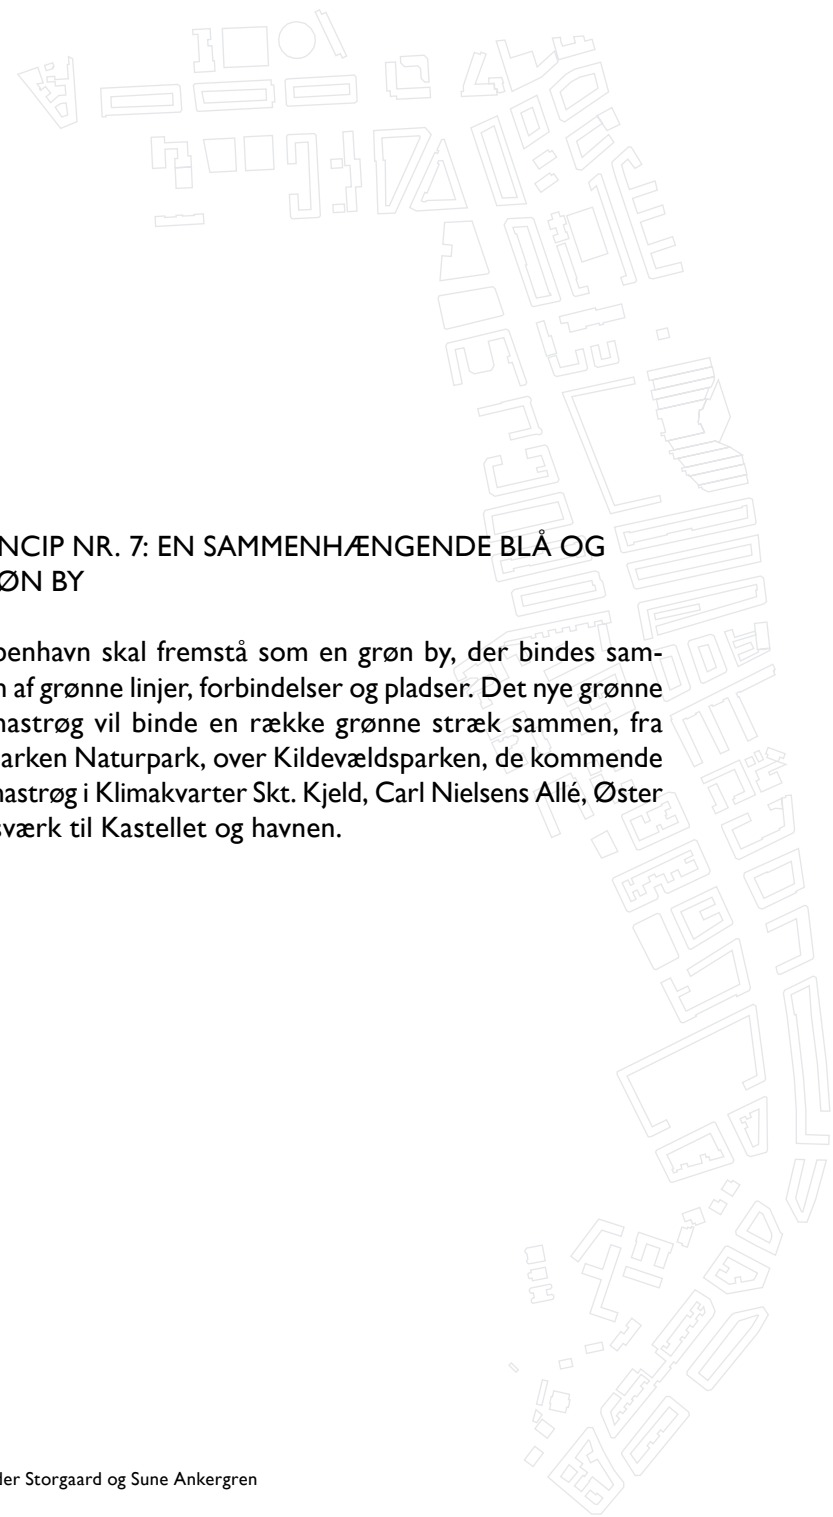 NCIP NR. 7: EN SAMMENHÆNGENDE BLÅ OG
ØN BY
benhavn skal fremstå som en grøn by, der bindes sam-
n af grønne linjer, forbindelser og pladser. Det nye grønne
nastrøg vil binde en række grønne stræk sammen, fra
arken Naturpark, over Kildevældsparken, de kommende
nastrøg i Klimakvarter Skt. Kjeld, Carl Nielsens Allé, Øster
sværk til Kastellet og havnen.
der Storgaard og Sune Ankergren